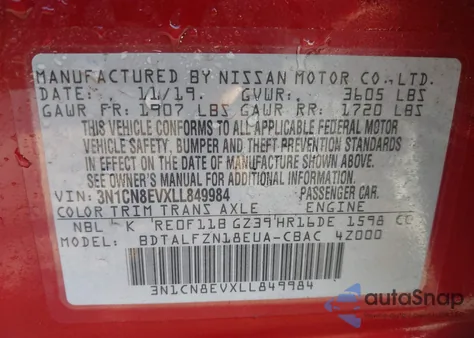 MANUFACTURED BY NISSAN MOTOR CO., LTD.
DATE: 11/19. GVWR: 3605 LBS
GAWR FR: 1907 LBS GAWR RR: 1720 LBS
THIS VEHICLE CONFORMS TO ALL APPLICABLE FEDERAL MOTOR
VEHICLE SAFETY, BUMPER AND THEFT PREVENTION STANDARDS
IN EFFECT ON THE DATE OF MANUFACTURE SHOWN ABOVE.
SEE OWNER'S MANUAL FOR ADDITIONAL INFORMATION.
VIN: 3N1CN8EVXLL849984 PASSENGER CAR.
COLOR TRIM TRANS AXLE ENGINE
NBL K RE0F11B GZ39 HR16DE 1598 CC
MODEL: BDTALFZN18EUA-CBAC 4Z000
3N1CN8EVXLL849984
autoSnap